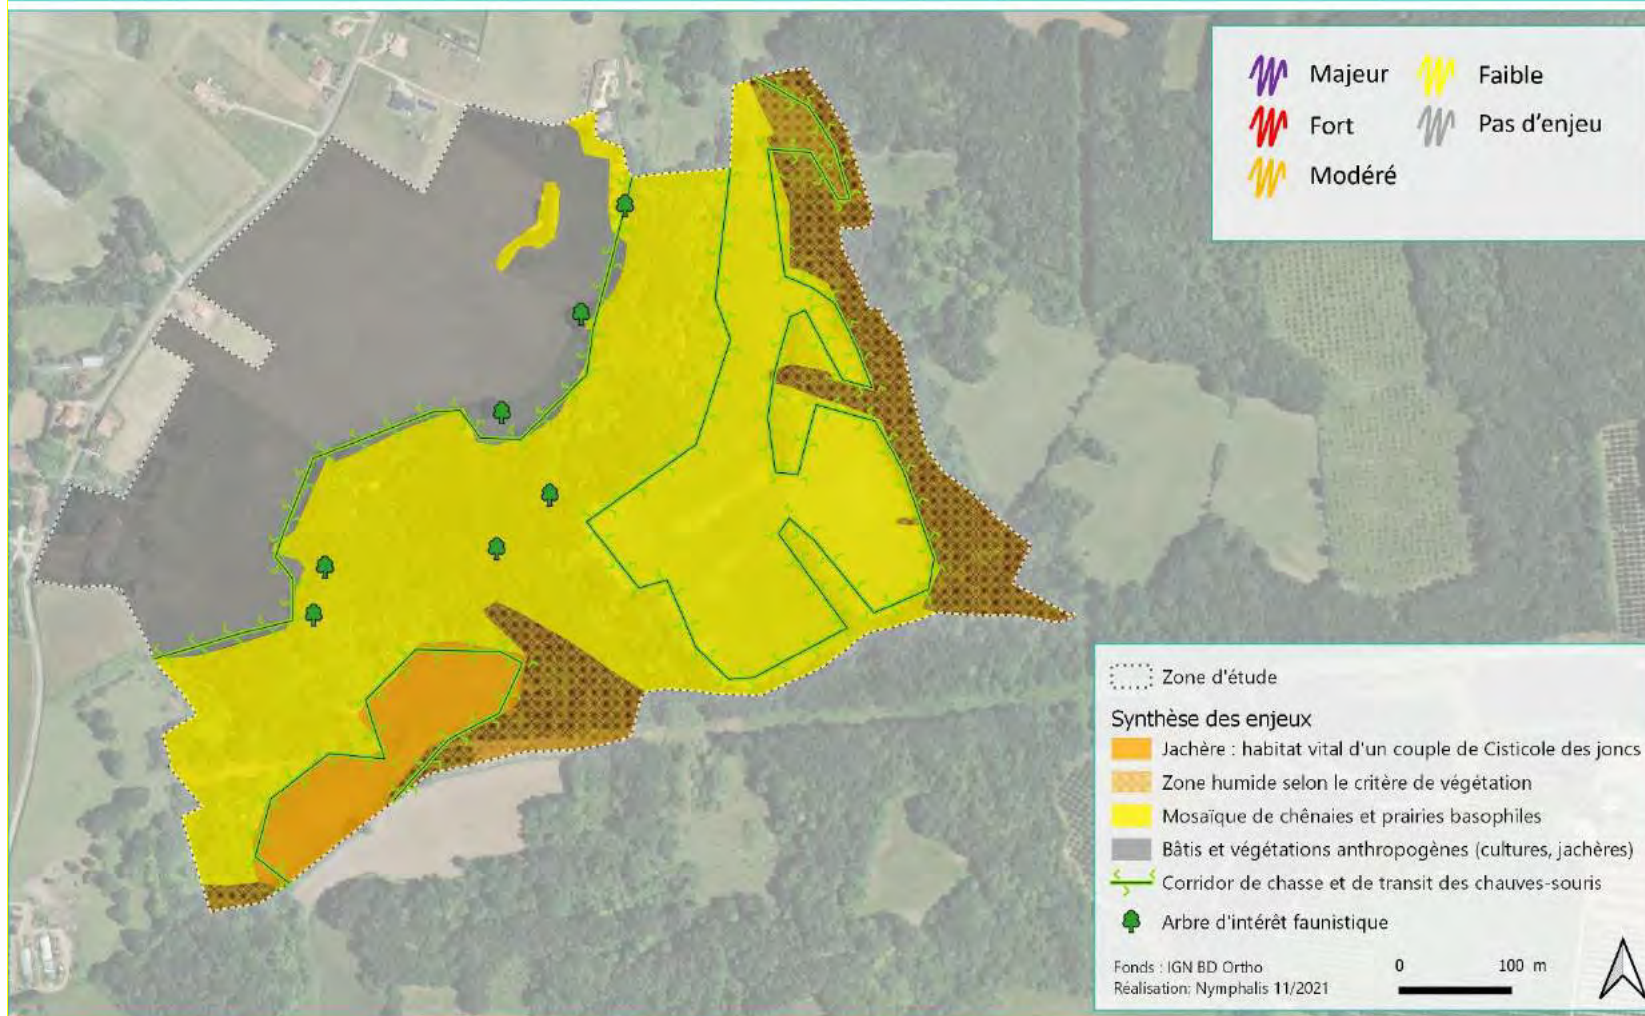 Majeur
Faible
Fort
Pas d'enjeu
Modéré
Zone d'étude
Synthèse des enjeux
Jachère : habitat vital d'un couple de Cisticole des joncs
Zone humide selon le critère de végétation
Mosaïque de chênaies et prairies basophiles
Bâtis et végétations anthropogènes (cultures, jachères)
Corridor de chasse et de transit des chauves-souris
Arbre d'intérêt faunistique
Fonds : IGN BD Ortho
Réalisation: Nymphalis 11/2021
0 100 m